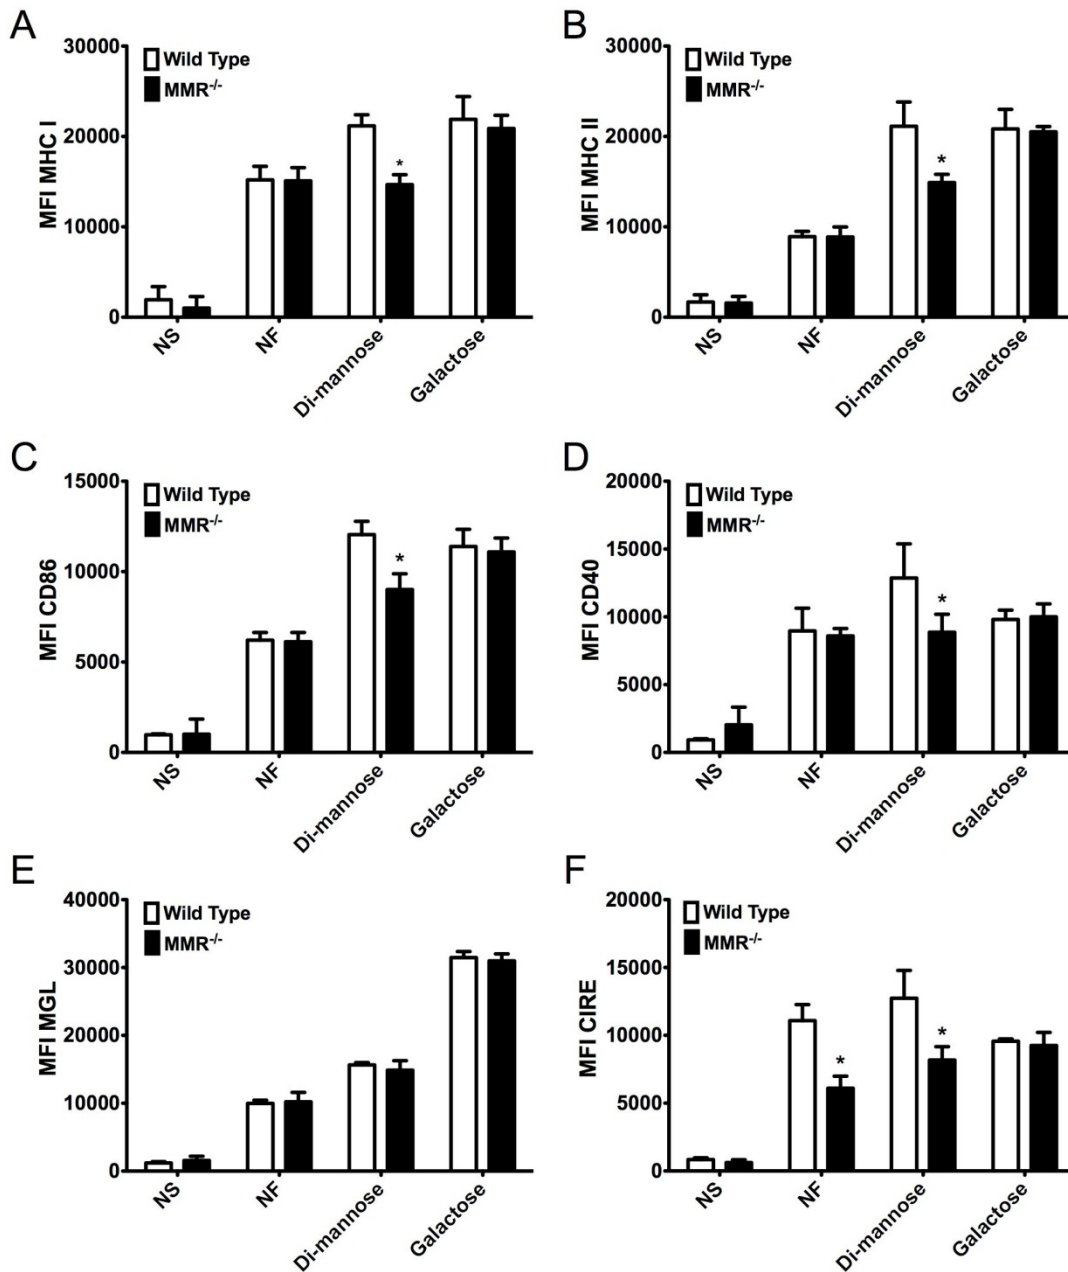 A
MFI MHC I
30000
20000
10000
0
Wild Type
MMR-/-
*
NS
NF
Di-mannose
Galactose
B
MFI MHC II
30000
20000
10000
0
Wild Type
MMR-/-
*
NS
NF
Di-mannose
Galactose
C
MFI CD86
15000
10000
5000
0
Wild Type
MMR-/-
*
NS
NF
Di-mannose
Galactose
D
MFI CD40
20000
15000
10000
5000
0
Wild Type
MMR-/-
*
NS
NF
Di-mannose
Galactose
E
MFI MGL
40000
30000
20000
10000
0
Wild Type
MMR-/-
NS
NF
Di-mannose
Galactose
F
MFI CIRE
20000
15000
10000
5000
0
Wild Type
MMR-/-
*
*
NS
NF
Di-mannose
Galactose